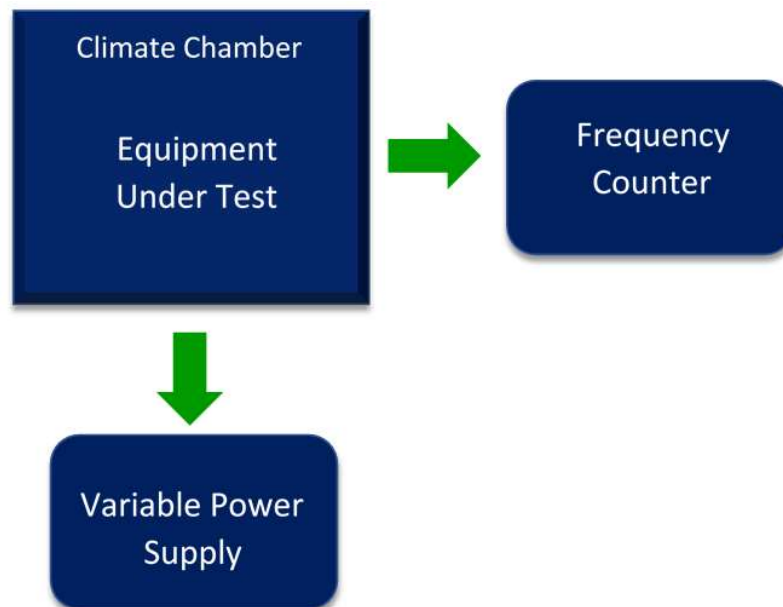 Climate Chamber
Equipment
Under Test
Frequency
Counter
Variable Power
Supply